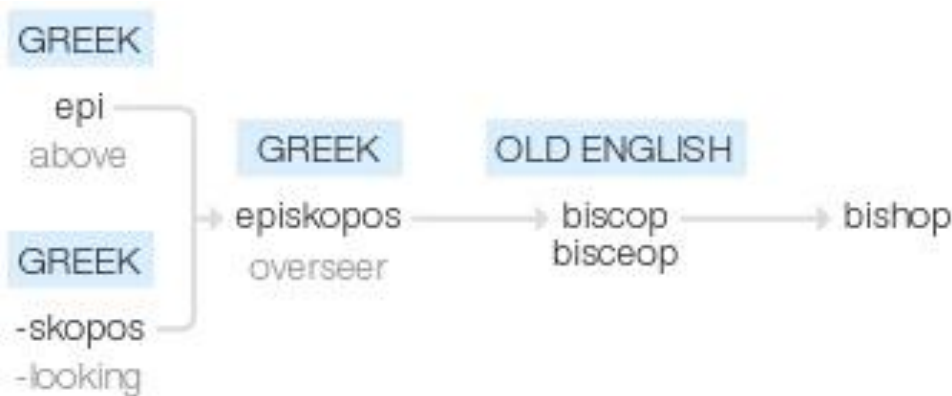 GREEK
epi
above
GREEK
-skopos
-looking
GREEK
episkopos
overseer
OLD ENGLISH
biscop
bisceop
bishop